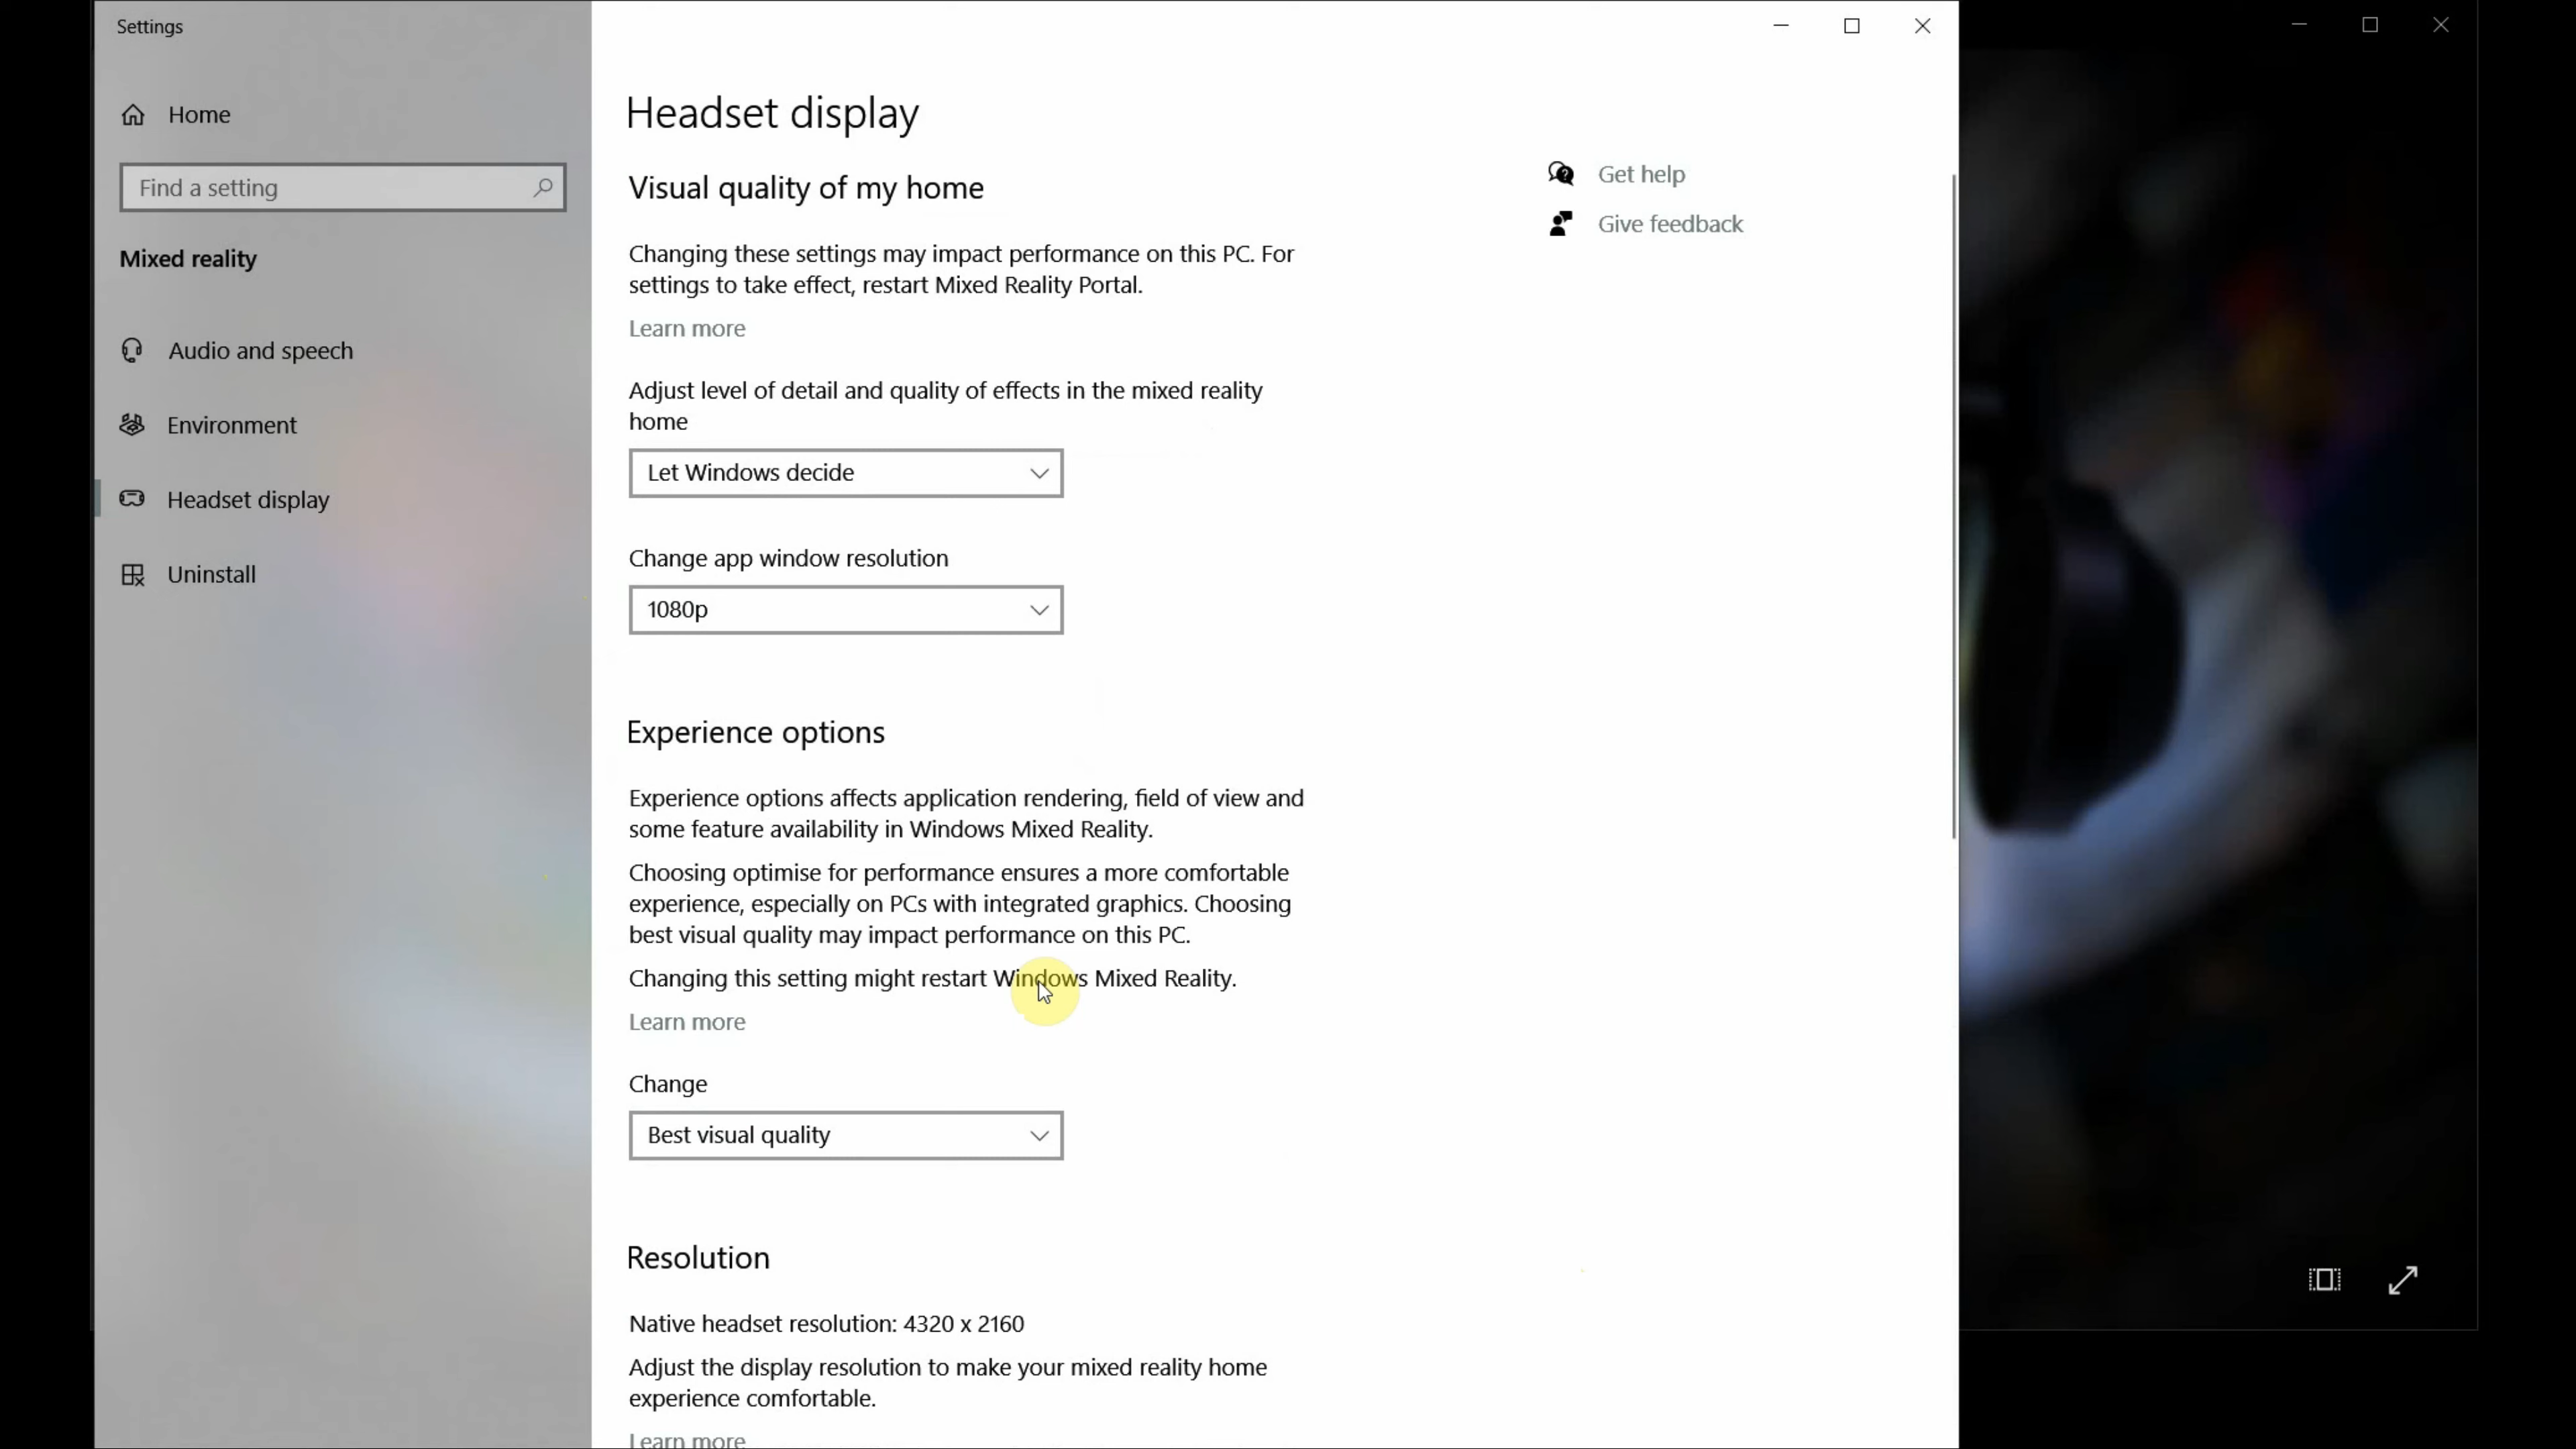 Settings
Home
Find a setting
Mixed reality
Audio and speech
Environment
Headset display
Uninstall
Headset display
Visual quality of my home
Changing these settings may impact performance on this PC. For
settings to take effect, restart Mixed Reality Portal.
Learn more
Adjust level of detail and quality of effects in the mixed reality
home
Let Windows decide
Change app window resolution
1080p
Experience options
Experience options affects application rendering, field of view and
some feature availability in Windows Mixed Reality.
Choosing optimise for performance ensures a more comfortable
experience, especially on PCs with integrated graphics. Choosing
best visual quality may impact performance on this PC.
Changing this setting might restart Windows Mixed Reality.
Learn more
Change
Best visual quality
Resolution
Native headset resolution: 4320 x 2160
Adjust the display resolution to make your mixed reality home
experience comfortable.
Learn more
Get help
Give feedback